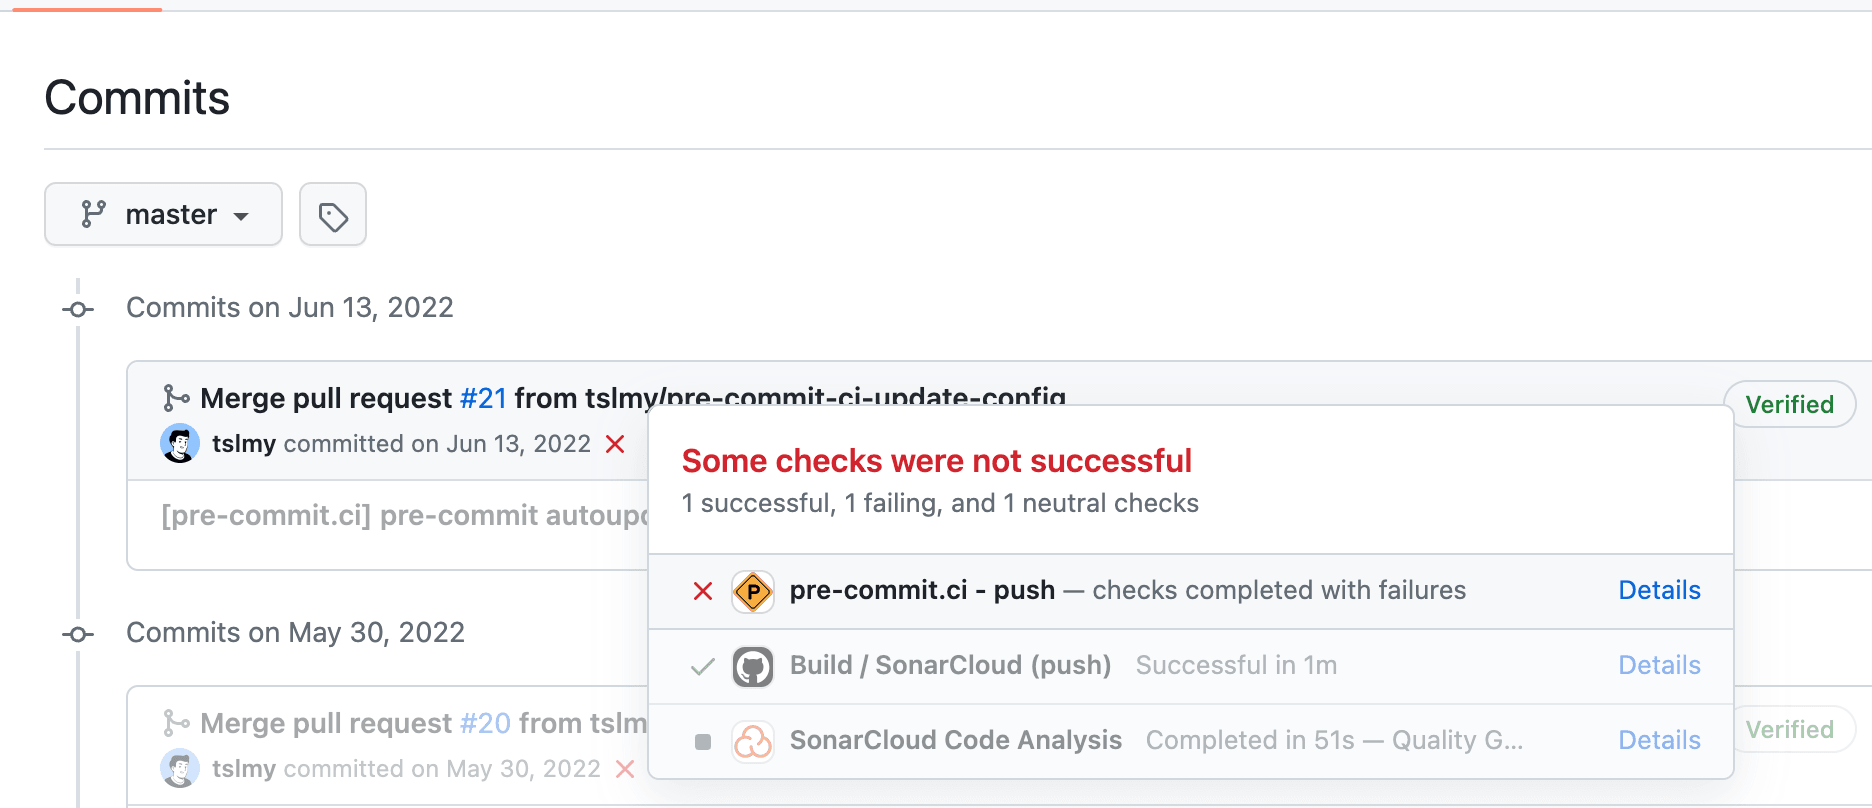 Commits
master
Commits on Jun 13, 2022
Merge pull request #21 from tslmy/pre-commit-ci-update-config
Verified
tslmy committed on Jun 13, 2022
[pre-commit.ci] pre-commit autoupd
Some checks were not successful
1 successful, 1 failing, and 1 neutral checks
P pre-commit.ci - push — checks completed with failures Details
Build / SonarCloud (push) Successful in 1m Details
SonarCloud Code Analysis Completed in 51s — Quality G... Details
Commits on May 30, 2022
Merge pull request #20 from tslm
Verified
tslmy committed on May 30, 2022